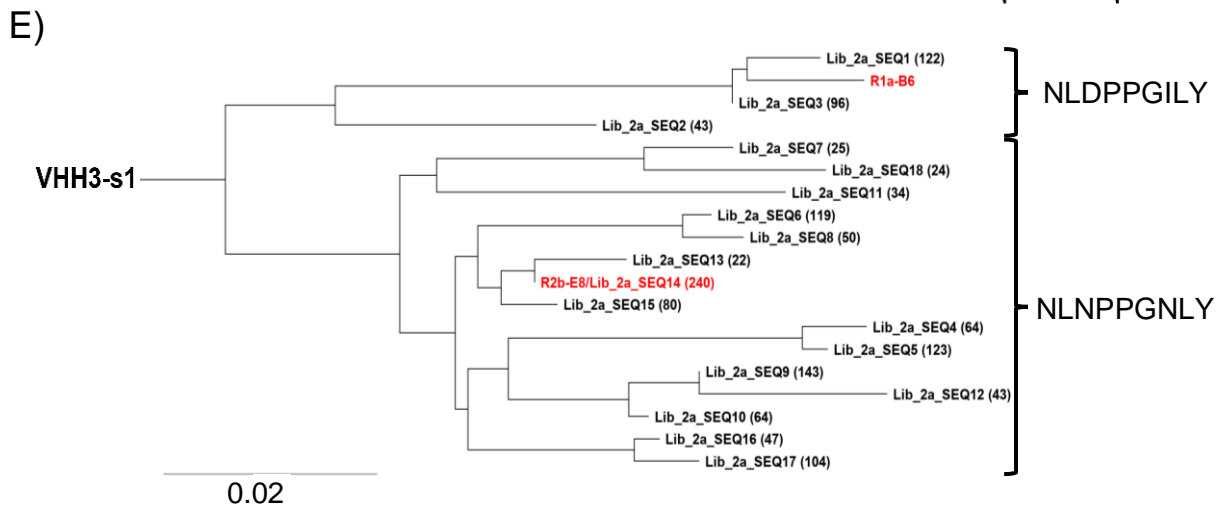 E)
Lib_2a_SEQ1 (122)
R1a-B6
Lib_2a_SEQ3 (96)
Lib_2a_SEQ2 (43)
NLDPPGILY
VHH3-s1
Lib_2a_SEQ7 (25)
Lib_2a_SEQ18 (24)
Lib_2a_SEQ11 (34)
Lib_2a_SEQ6 (119)
Lib_2a_SEQ8 (50)
Lib_2a_SEQ13 (22)
R2b-E8/Lib_2a_SEQ14 (240)
Lib_2a_SEQ15 (80)
Lib_2a_SEQ4 (64)
Lib_2a_SEQ5 (123)
Lib_2a_SEQ9 (143)
Lib_2a_SEQ12 (43)
Lib_2a_SEQ10 (64)
Lib_2a_SEQ16 (47)
Lib_2a_SEQ17 (104)
NLNPPGNLY
0.02